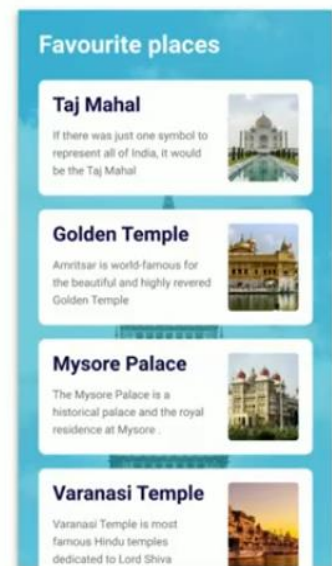 Favourite places
Taj Mahal
If there was just one symbol to
represent all of India, it would
be the Taj Mahal
Golden Temple
Amritsar is world-famous for
the beautiful and highly revered
Golden Temple
Mysore Palace
The Mysore Palace is a
historical palace and the royal
residence at Mysore .
Varanasi Temple
Varanasi Temple is most
famous Hindu temples
dedicated to Lord Shiva